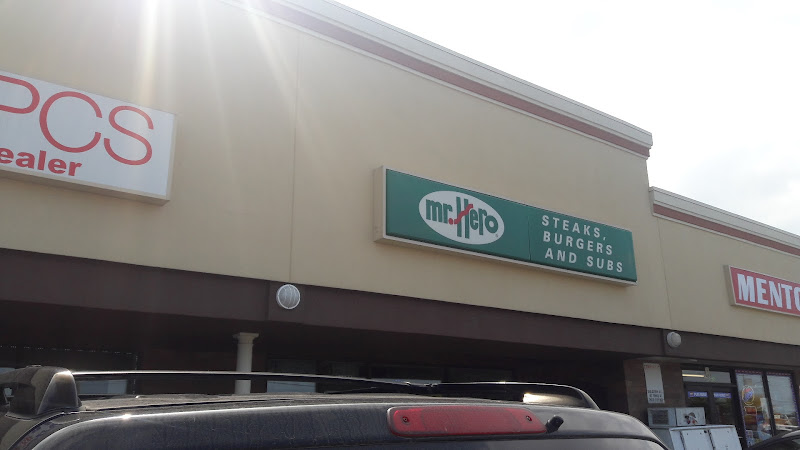 PCS
ealer
mr.Hero
STEAKS,
BURGERS
AND SUBS
MENTO